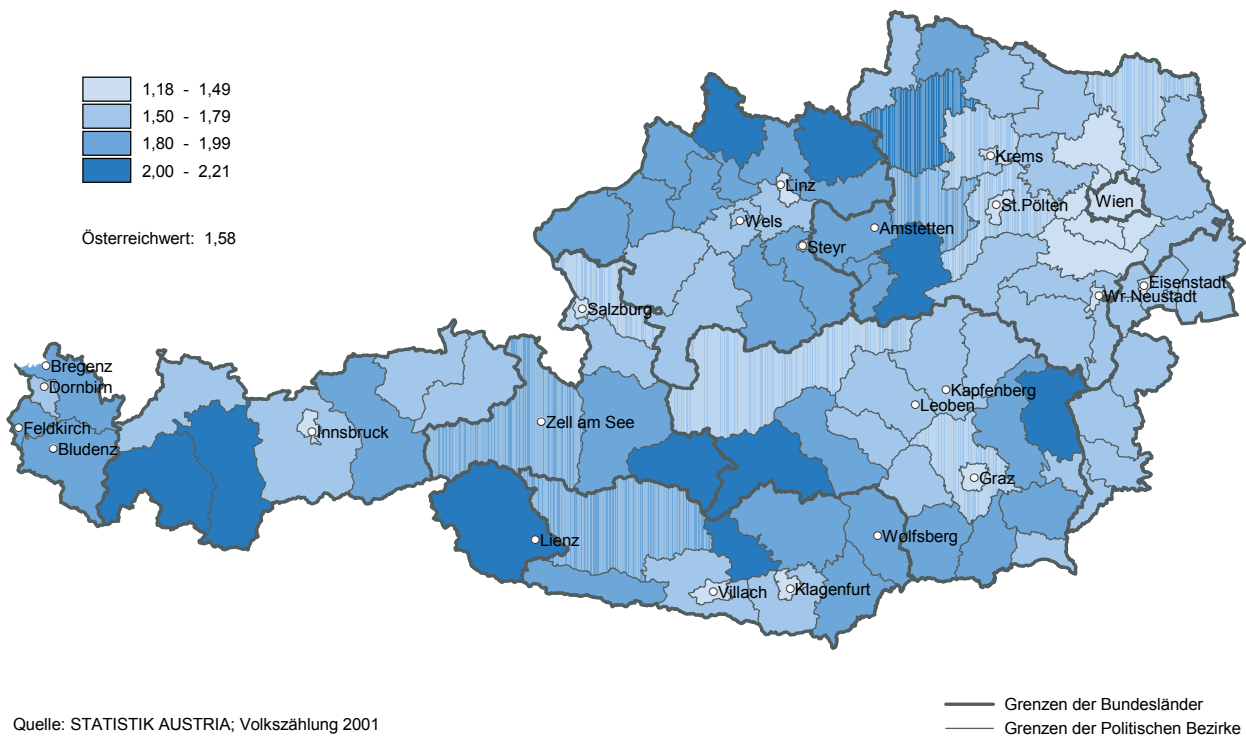 1,18 - 1,49
1,50 - 1,79
1,80 - 1,99
2,00 - 2,21
Österreichwert: 1,58
Krems
Linz
St.Pölten
Wien
Wels
Amstetten
Steyr
Eisenstadt
Wr.Neustadt
Salzburg
Bregenz
Dornbirn
Kapfenberg
Leoben
Zell am See
Feldkirch
Innsbruck
Bludenz
Graz
Lienz
Wolfsberg
Villach
Klagenfurt
Grenzen der Bundesländer
Quelle: STATISTIK AUSTRIA; Volkszählung 2001
Grenzen der Politischen Bezirke